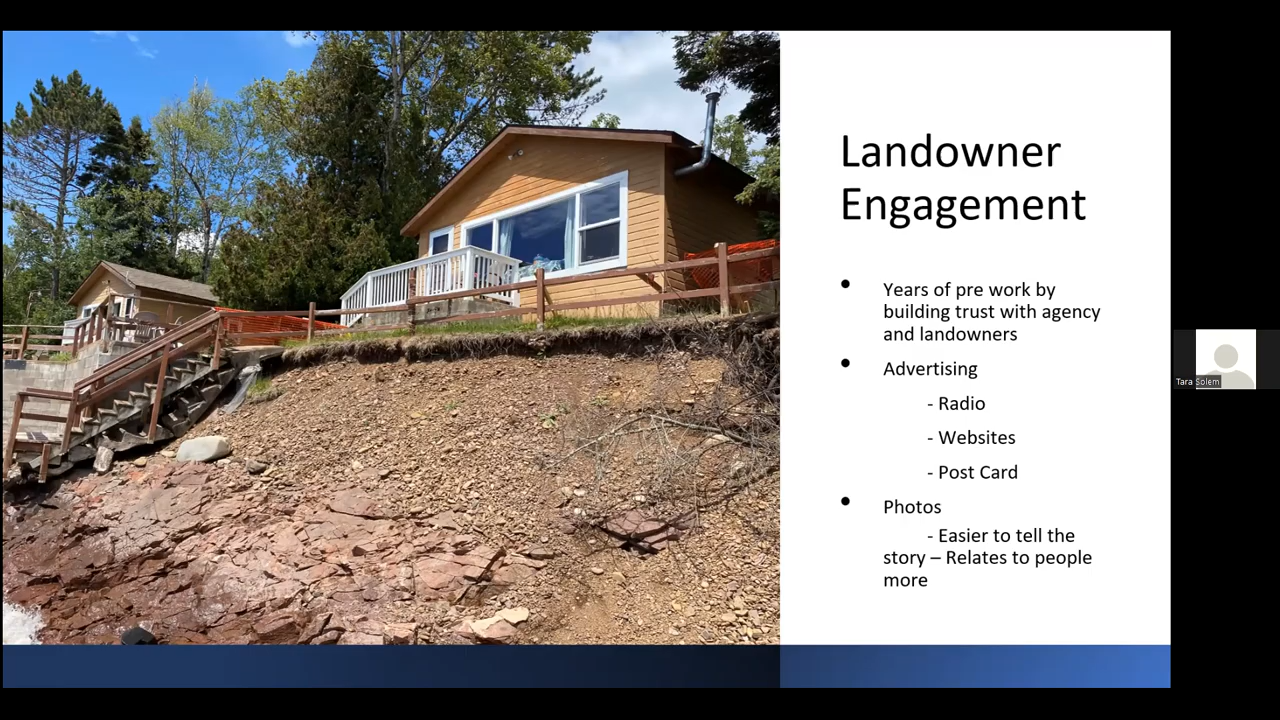 Landowner
Engagement
• Years of pre work by
building trust with agency
and landowners
• Advertising
- Radio
- Websites
- Post Card
• Photos
- Easier to tell the
story – Relates to people
more
Tara Solem